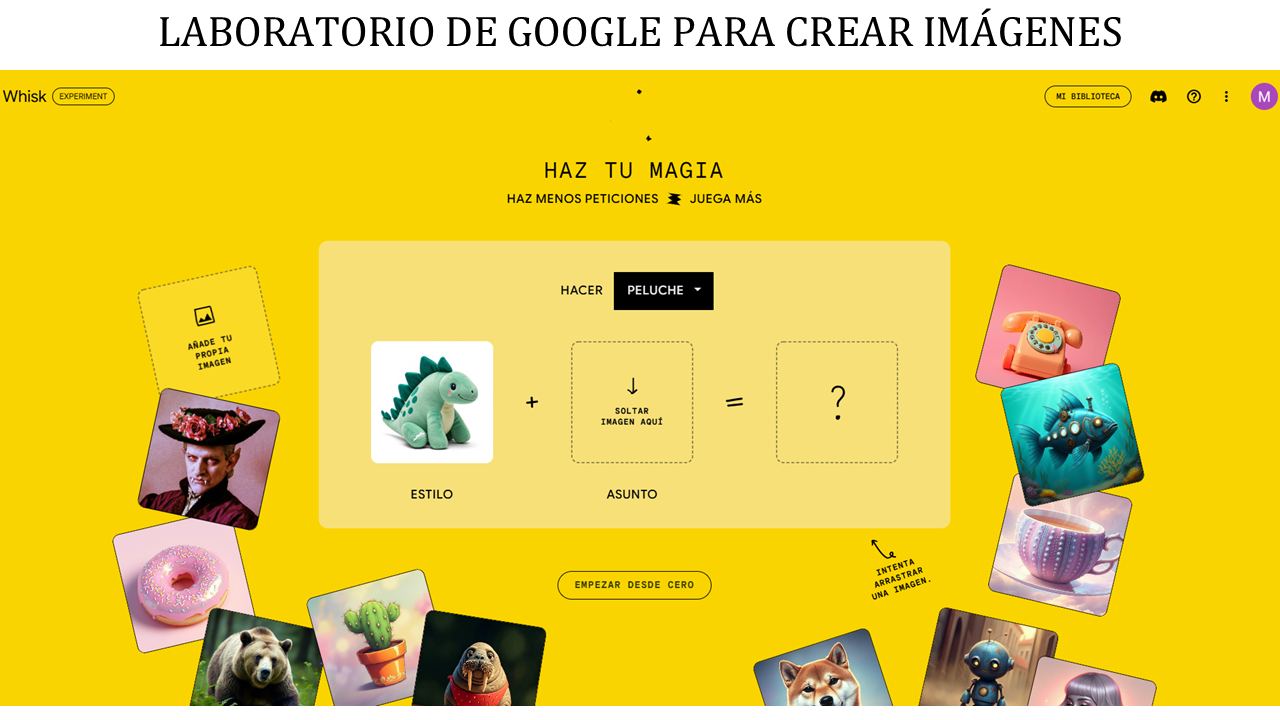 LABORATORIO DE GOOGLE PARA CREAR IMÁGENES
Whisk EXPERIMENT
MI BIBLIOTECA
M
HAZ TU MAGIA
HAZ MENOS PETICIONES JUEGA MÁS
HACER PELUCHE
AÑADE TU
PROPIA
IMAGEN
+
SOLTAR
IMAGEN AQUÍ
=
?
ESTILO
ASUNTO
INTENTA
ARRASTRAR
UNA IMAGEN.
EMPEZAR DESDE CERO